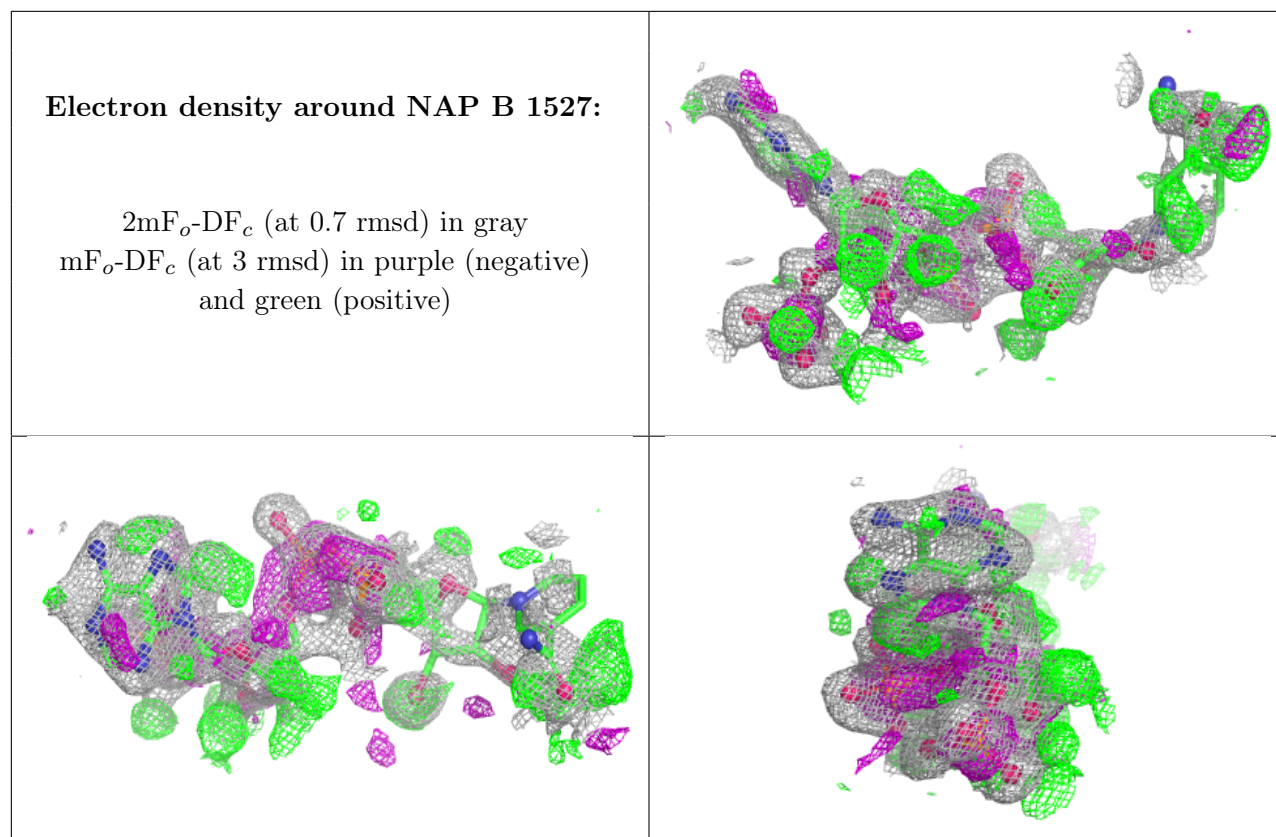 Electron density around NAP B 1527:
2mFo-DFc (at 0.7 rmsd) in gray
mFo-DFc (at 3 rmsd) in purple (negative)
and green (positive)